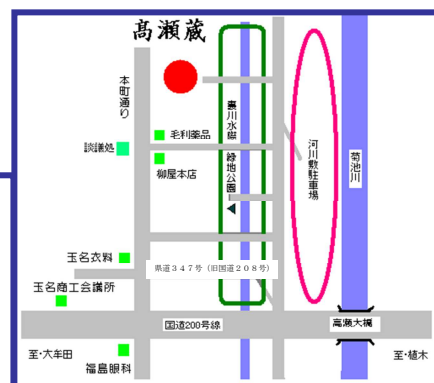 高瀬蔵
本町通り
裏川水際
緑地公園
河川敷駐車場
菊池川
毛利薬品
談議処
柳屋本店
玉名衣料
県道347号（旧国道208号）
玉名商工会議所
国道200号線
高瀬大橋
至・大牟田
至・植木
福島眼科